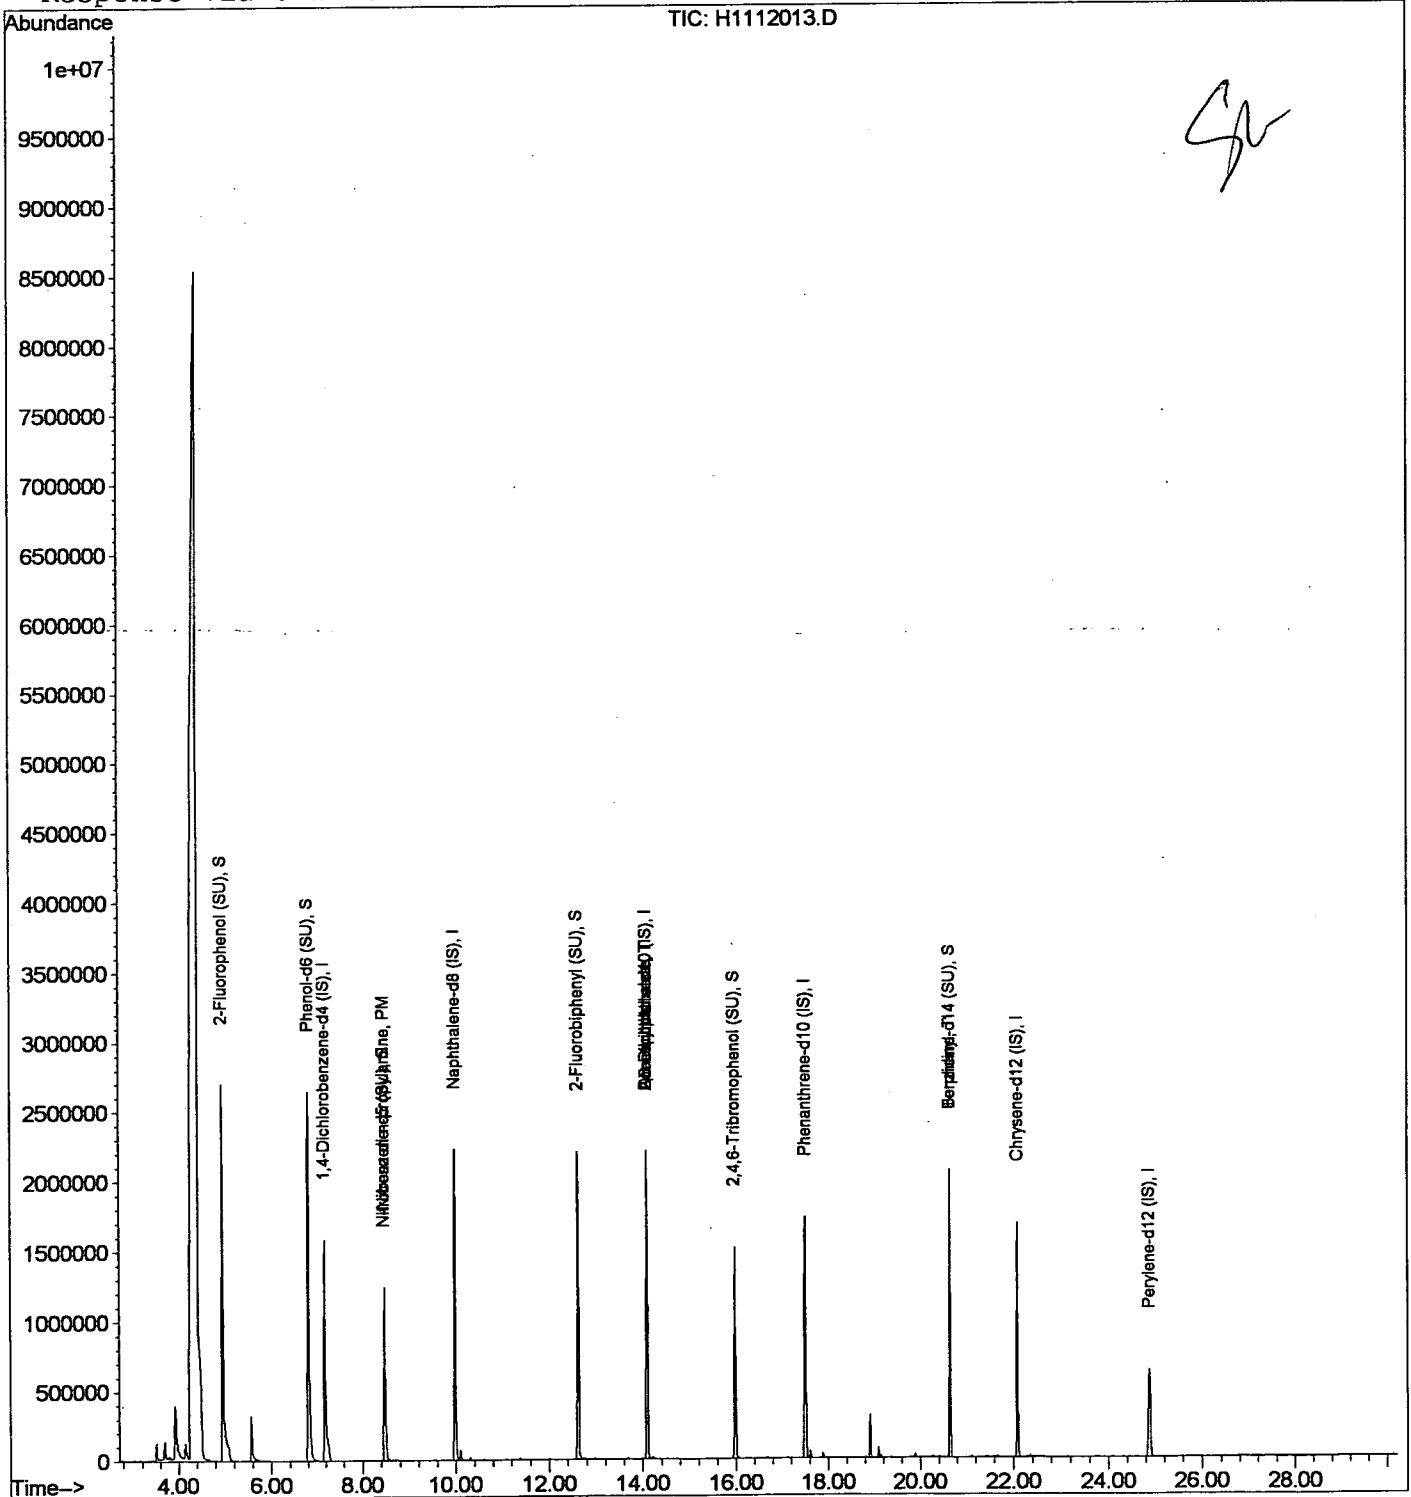 Abundance
TIC: H1112013.D
1e+07
9500000
9000000
8500000
8000000
7500000
7000000
6500000
6000000
5500000
5000000
4500000
4000000
3500000
3000000
2500000
2000000
1500000
1000000
500000
0
2-Fluorophenol (SU), S
Phenol-d6 (SU), S
1,4-Dichlorobenzene-d4 (IS), I
Naphthalene-d8 (IS), I
2-Fluorobiphenyl (SU), S
2,4,6-Tribromophenol (SU), S
Phenanthrene-d10 (IS), I
Chrysene-d12 (IS), I
Perylene-d12 (IS), I
Time-->
4.00 6.00 8.00 10.00 12.00 14.00 16.00 18.00 20.00 22.00 24.00 26.00 28.00